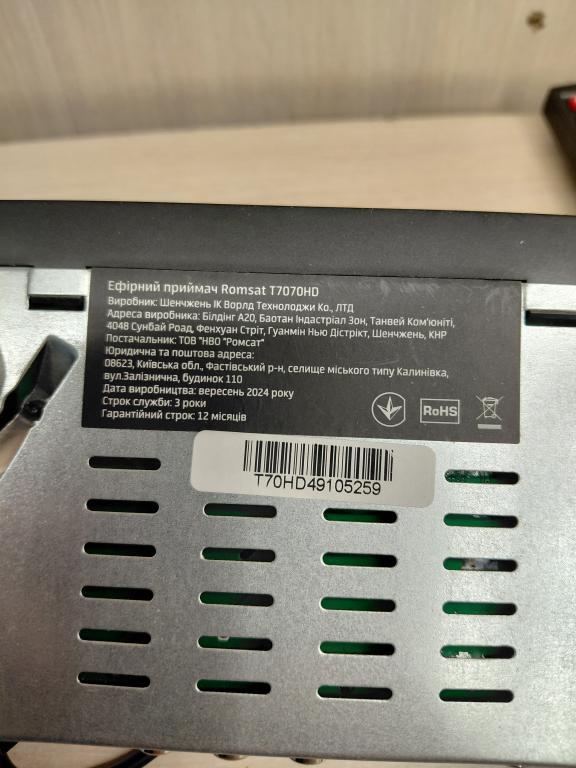 Ефірний приймач Romsat T7070HD
Виробник: Шенчжень ІК Ворлд Технолоджи Ко., ЛТД
Адреса виробника: Білдінг А20, Баотан Індастріал Зон, Танвей Ком'юніті,
4048 Сунбай Роад, Фенхуан Стріт, Гуанмін Нью Дістрікт, Шенчжень, КНР
Постачальник: ТОВ "НВО "Ромсат"
Юридична та поштова адреса:
08623, Київська обл., Фастівський р-н, селище міського типу Калинівка,
вул.Залізнична, будинок 110
Дата виробництва: вересень 2024 року
Строк служби: 3 роки
Гарантійний строк: 12 місяців
RoHS
T70HD49105259